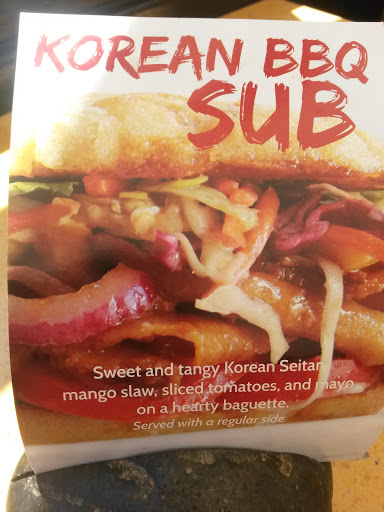 KOREAN BBQ
SUB
Sweet and tangy Korean Seitan
mango slaw, sliced tomatoes, and mayo
on a hearty baguette.
Served with a regular side.